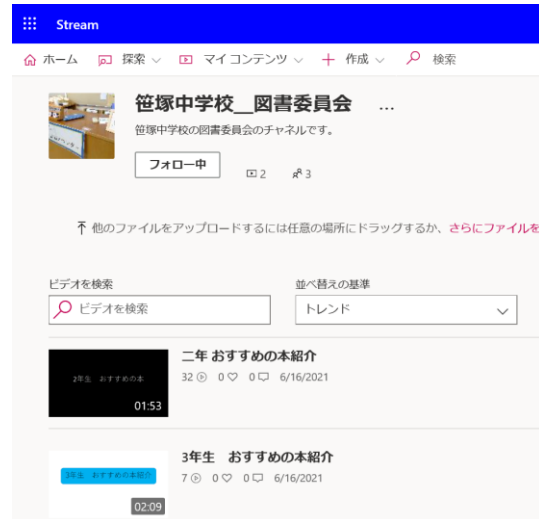 Stream
ホーム 探索 マイ コンテンツ 作成 検索
笹塚中学校__図書委員会 …
笹塚中学校の図書委員会のチャネルです。
フォロー中 2 3
他のファイルをアップロードするには任意の場所にドラッグするか、さらにファイルを
ビデオを検索 並べ替えの基準
ビデオを検索 トレンド
二年 おすすめの本紹介
2年生 おすすめの本
32 0 0 6/16/2021
01:53
3年生 おすすめの本紹介
3年生 おすすめの本紹介
7 0 0 6/16/2021
02:09